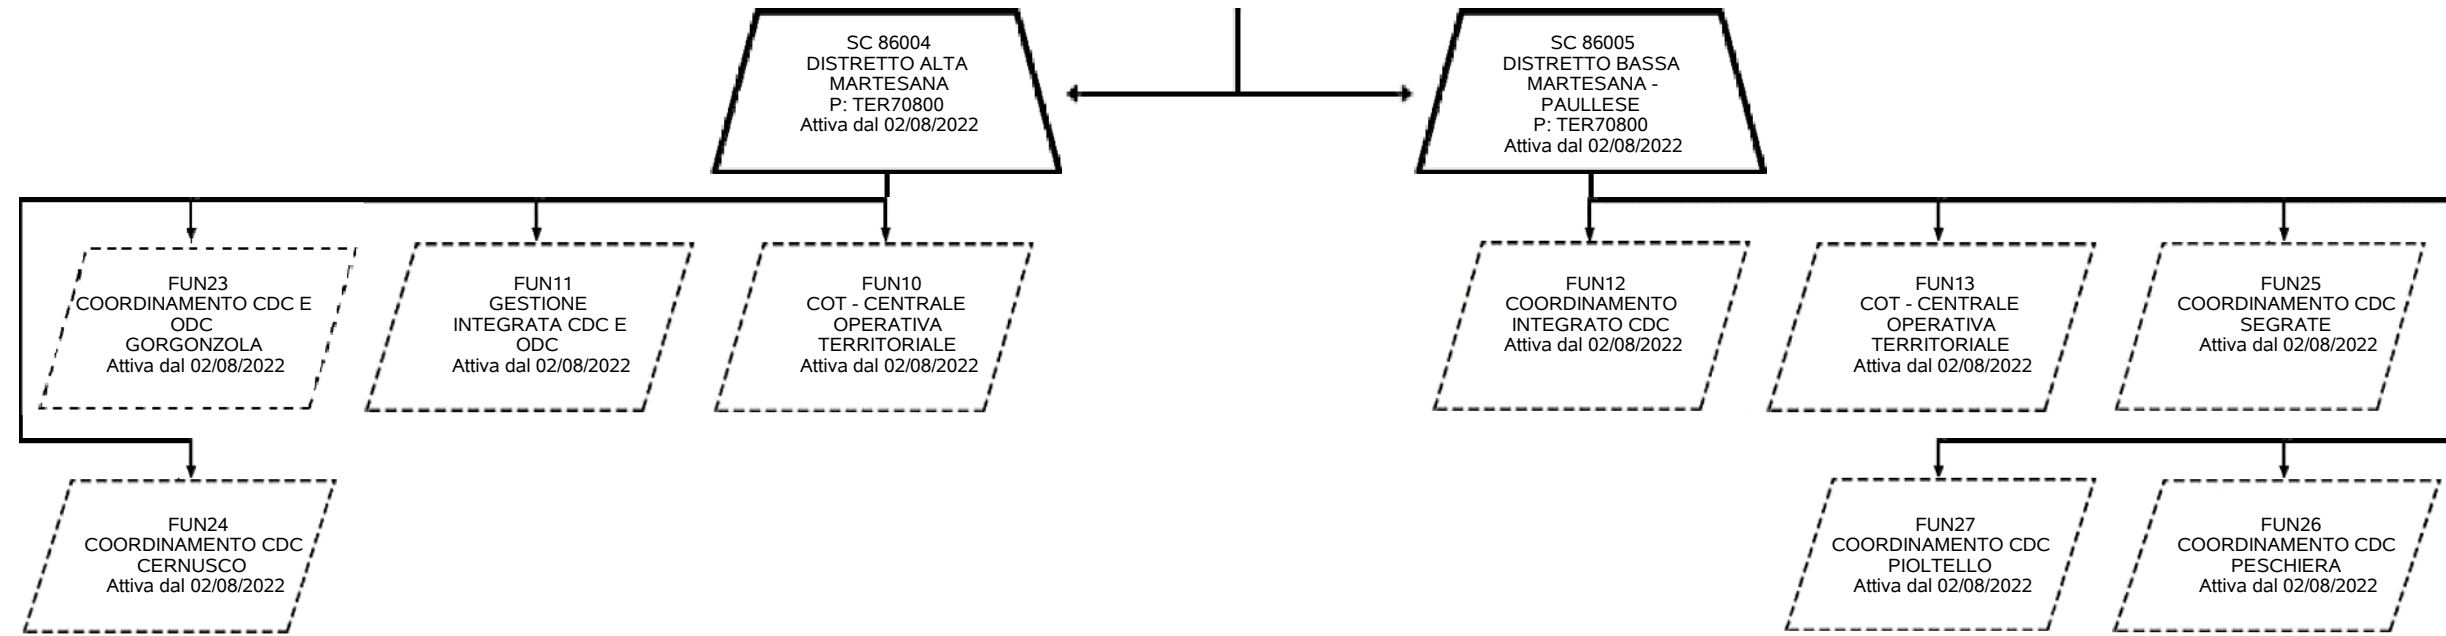 SC 86004
DISTRETTO ALTA
MARTESANA
P: TER70800
Attiva dal 02/08/2022
SC 86005
DISTRETTO BASSA
MARTESANA -
PAULLESE
P: TER70800
Attiva dal 02/08/2022
FUN23
COORDINAMENTO CDC E
ODC
GORGONZOLA
Attiva dal 02/08/2022
FUN11
GESTIONE
INTEGRATA CDC E
ODC
Attiva dal 02/08/2022
FUN10
COT - CENTRALE
OPERATIVA
TERRITORIALE
Attiva dal 02/08/2022
FUN12
COORDINAMENTO
INTEGRATO CDC
Attiva dal 02/08/2022
FUN13
COT - CENTRALE
OPERATIVA
TERRITORIALE
Attiva dal 02/08/2022
FUN25
COORDINAMENTO CDC
SEGRATE
Attiva dal 02/08/2022
FUN24
COORDINAMENTO CDC
CERNUSCO
Attiva dal 02/08/2022
FUN27
COORDINAMENTO CDC
PIOLTELLO
Attiva dal 02/08/2022
FUN26
COORDINAMENTO CDC
PESCHIERA
Attiva dal 02/08/2022